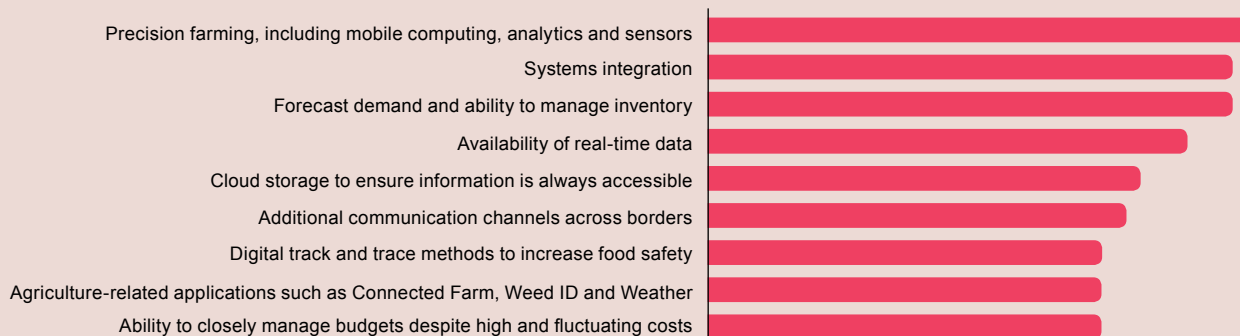 Precision farming, including mobile computing, analytics and sensors
Systems integration
Forecast demand and ability to manage inventory
Availability of real-time data
Cloud storage to ensure information is always accessible
Additional communication channels across borders
Digital track and trace methods to increase food safety
Agriculture-related applications such as Connected Farm, Weed ID and Weather
Ability to closely manage budgets despite high and fluctuating costs